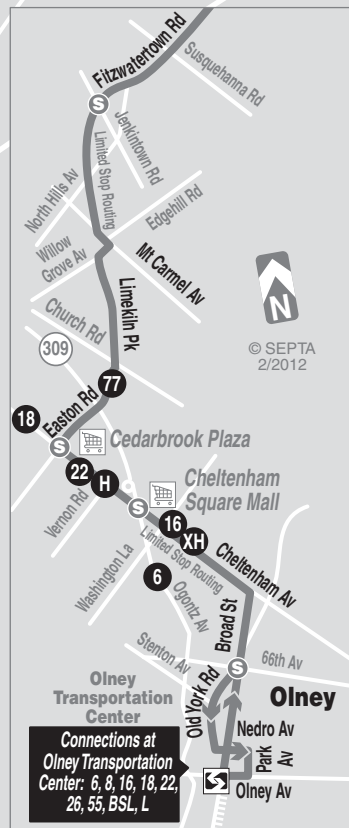 Fitzwatertown Rd
Susquehanna Rd
S
Jenkintown Rd
Limited Stop Routing
North Hills Av
Edgehill Rd
Willow
Grove Av
Mt Carmel Av
Limekiln Pk
N
Church Rd
© SEPTA
2/2012
309
77
18
Easton Rd
S
Cedarbrook Plaza
22
H
Vernon Rd
Cheltenham
Square Mall
S
16
XH
Limited Stop Routing
Washington La
6
Ogontz Av
Cheltenham Av
Broad St
Stenton Av
66th Av
S
Old York Rd
Olney
Transportation
Center
Olney
Nedro Av
Park
Av
Olney Av
S
Connections at
Olney Transportation
Center: 6, 8, 16, 18, 22,
26, 55, BSL, L